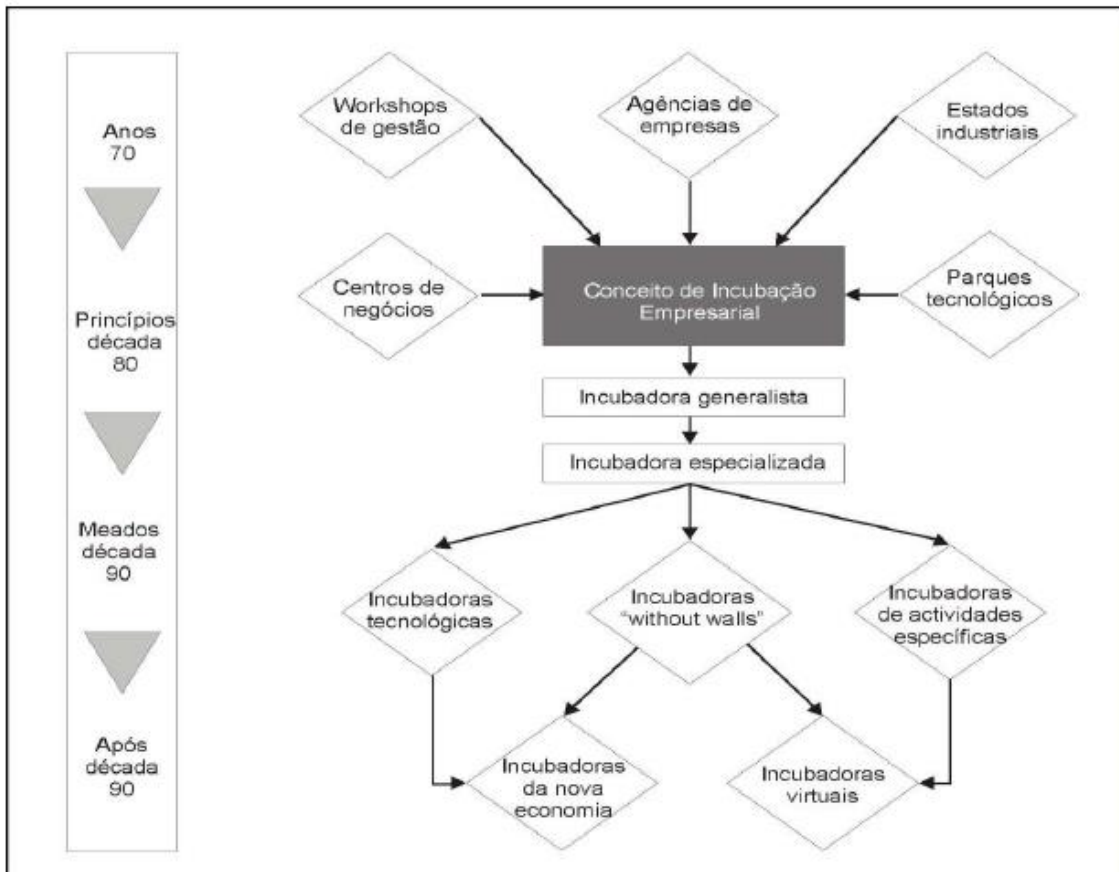 Anos
70
Princípios
década
80
Meados
década
90
Após
década
90
Workshops
de gestão
Agências de
empresas
Estados
industriais
Centros de
negócios
Conceito de Incubação
Empresarial
Parques
tecnológicos
Incubadora generalista
Incubadora especializada
Incubadoras
tecnológicas
Incubadoras
“without walls”
Incubadoras
de actividades
específicas
Incubadoras
da nova
economia
Incubadoras
virtuais